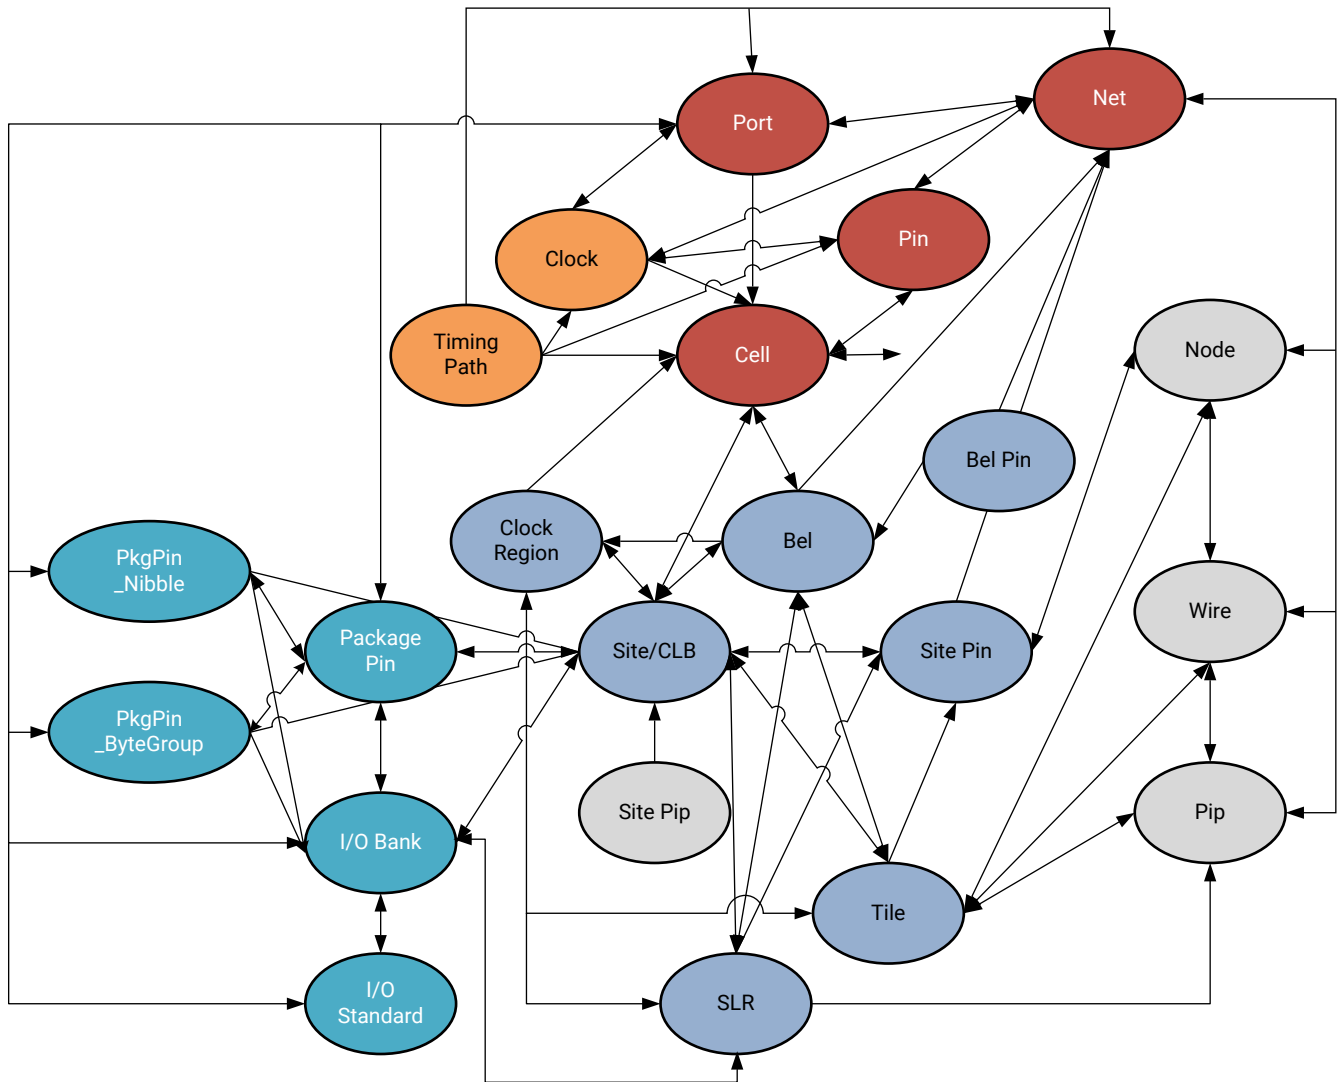 Net
Port
Pin
Clock
Timing
Path
Cell
Node
Bel Pin
Clock
Region
Bel
PkgPin
_Nibble
Wire
Package
Pin
Site/CLB
Site Pin
PkgPin
_ByteGroup
Site Pip
Pip
I/O Bank
Tile
I/O
Standard
SLR